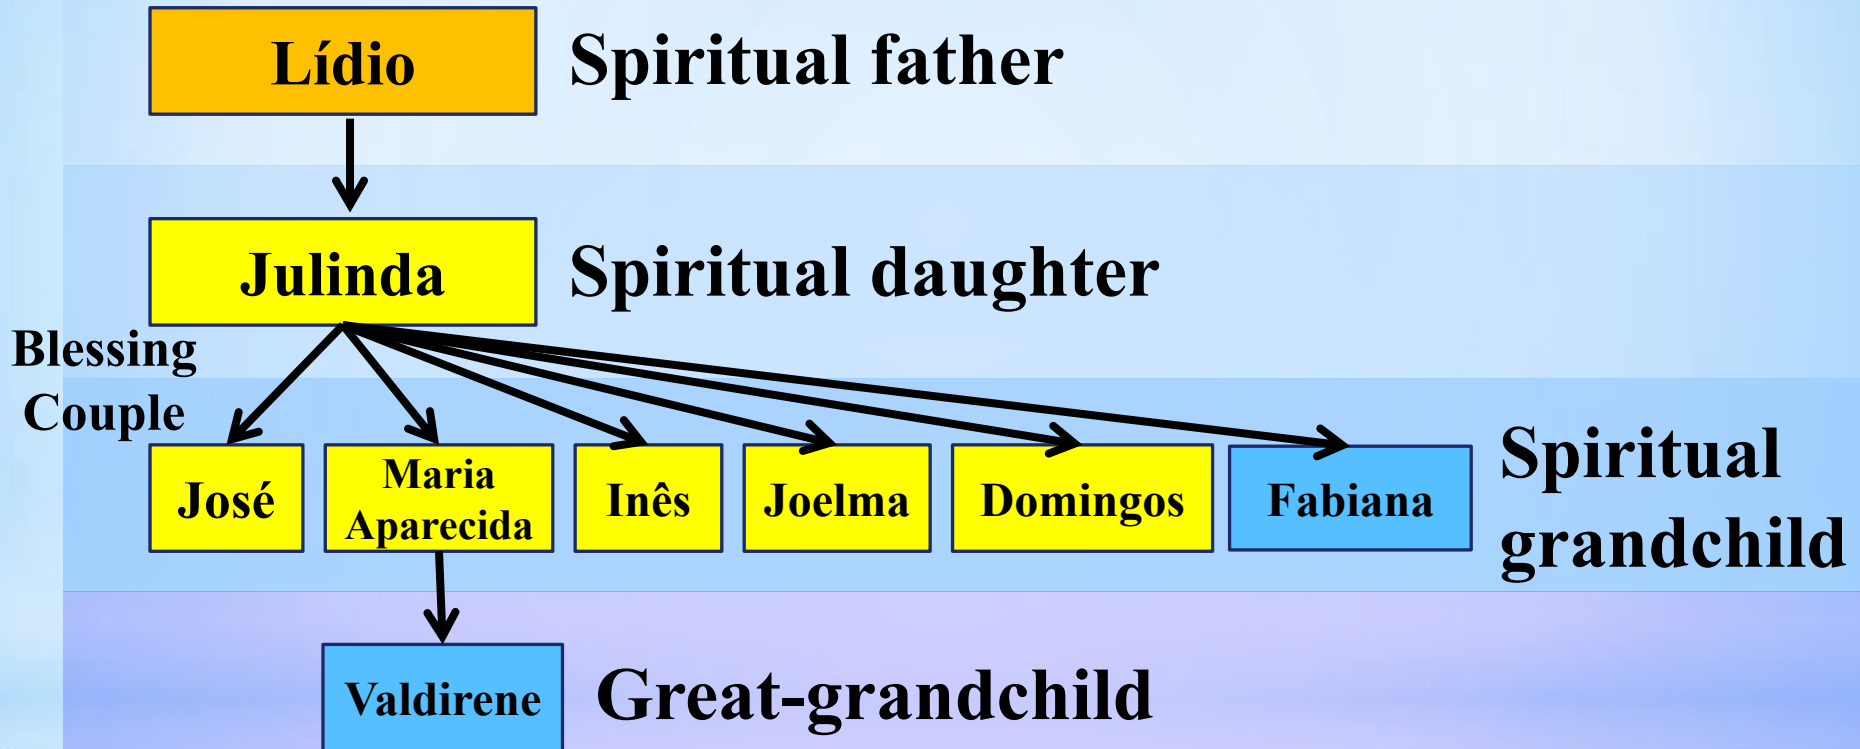 Lídio
Spiritual father
Julinda
Spiritual daughter
Blessing
Couple
José
Maria
Aparecida
Inês
Joelma
Domingos
Fabiana
Spiritual
grandchild
Valdirene
Great-grandchild